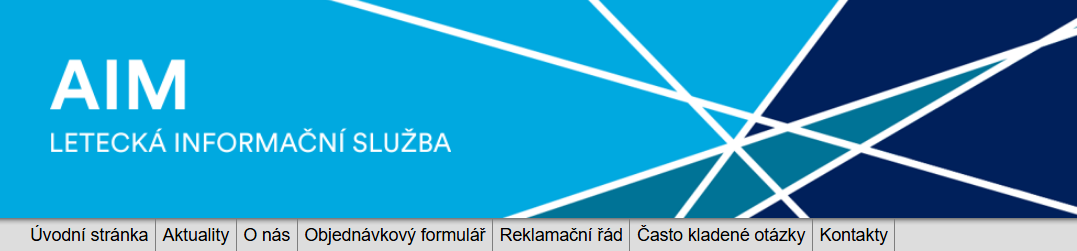 AIM
LETECKÁ INFORMAČNÍ SLUŽBA
Úvodní stránka Aktuality O nás Objednávkový formulář Reklamační řád Často kladené otázky Kontakty